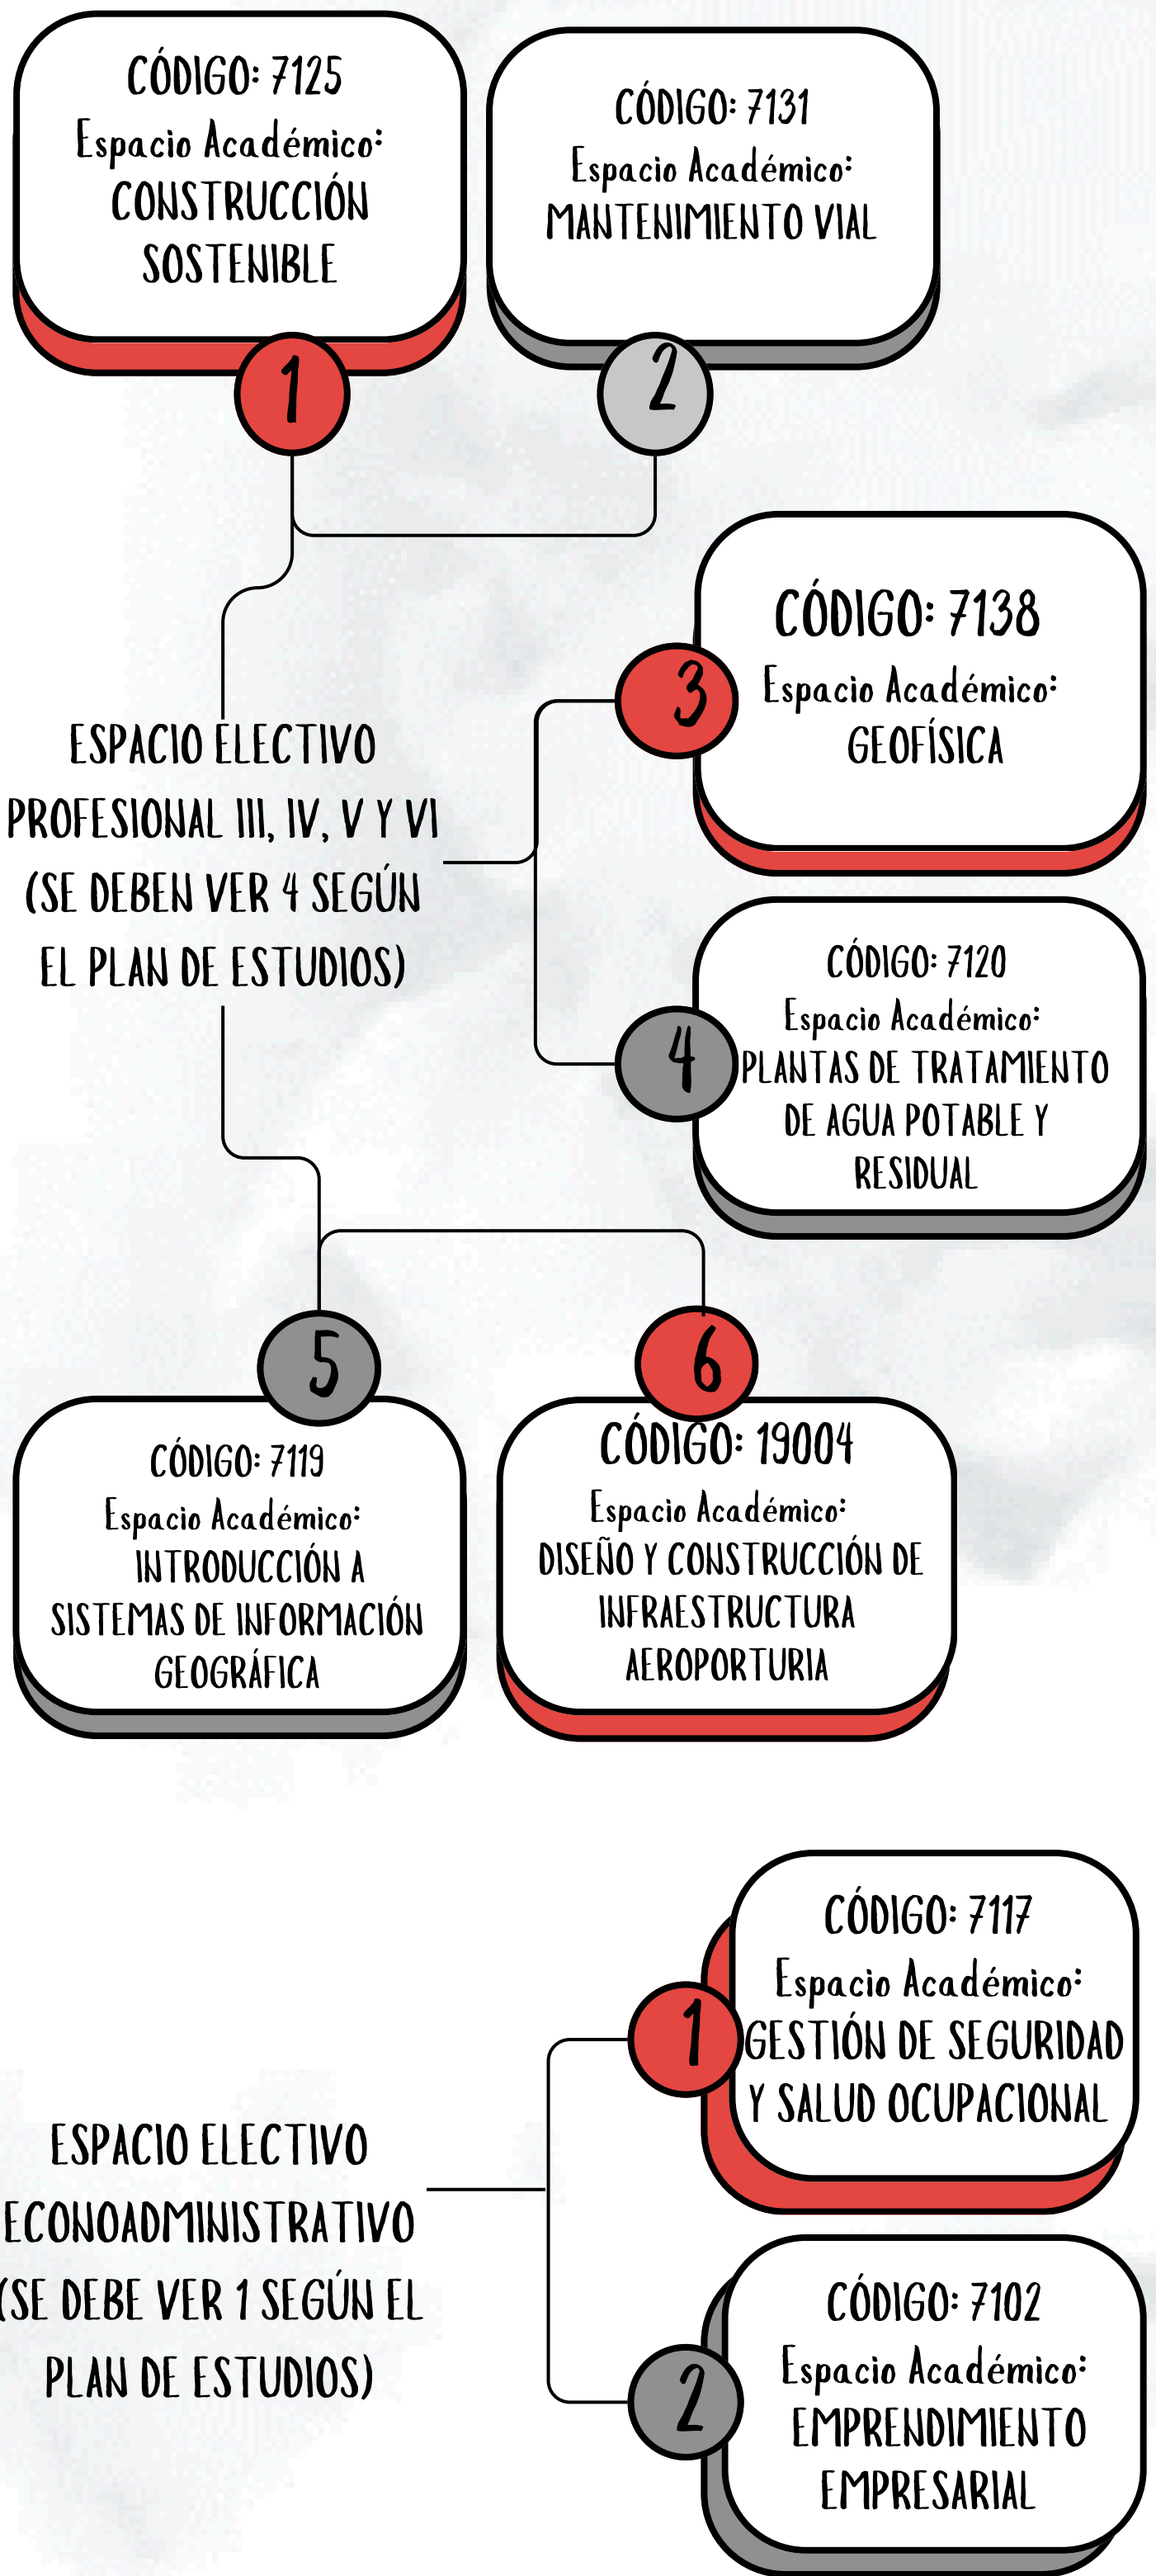 CÓDIGO: 7125
Espacio Académico:
CONSTRUCCIÓN
SOSTENIBLE
1
CÓDIGO: 7131
Espacio Académico:
MANTENIMIENTO VIAL
2
ESPACIO ELECTIVO
PROFESIONAL III, IV, V Y VI
(SE DEBEN VER 4 SEGÚN
EL PLAN DE ESTUDIOS)
3
CÓDIGO: 7138
Espacio Académico:
GEOFÍSICA
4
CÓDIGO: 7120
Espacio Académico:
PLANTAS DE TRATAMIENTO
DE AGUA POTABLE Y
RESIDUAL
5
CÓDIGO: 7119
Espacio Académico:
INTRODUCCIÓN A
SISTEMAS DE INFORMACIÓN
GEOGRÁFICA
6
CÓDIGO: 19004
Espacio Académico:
DISEÑO Y CONSTRUCCIÓN DE
INFRAESTRUCTURA
AEROPORTURIA
ESPACIO ELECTIVO
ECONOADMINISTRATIVO
(SE DEBE VER 1 SEGÚN EL
PLAN DE ESTUDIOS)
1
CÓDIGO: 7117
Espacio Académico:
GESTIÓN DE SEGURIDAD
Y SALUD OCUPACIONAL
2
CÓDIGO: 7102
Espacio Académico:
EMPRENDIMIENTO
EMPRESARIAL